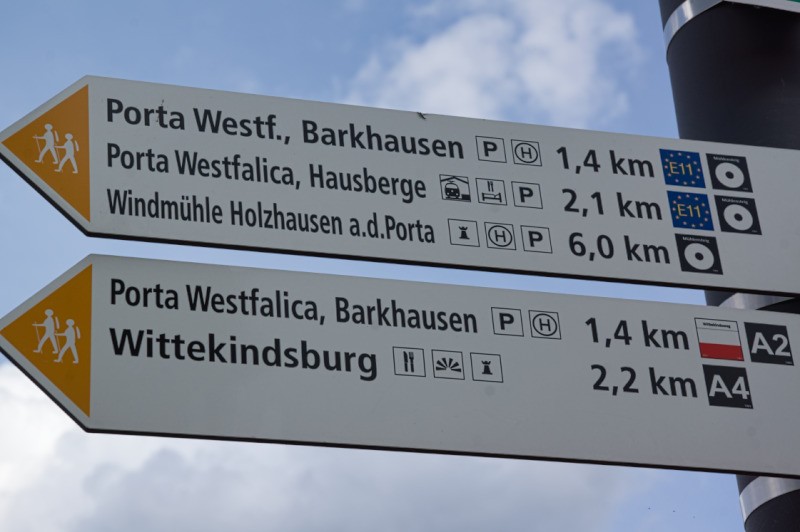 Porta Westf., Barkhausen P H 1,4 km E11
Porta Westfalica, Hausberge P 2,1 km E11
Windmühle Holzhausen a.d.Porta H P 6,0 km
Porta Westfalica, Barkhausen P H 1,4 km A2
Wittekindsburg 2,2 km A4